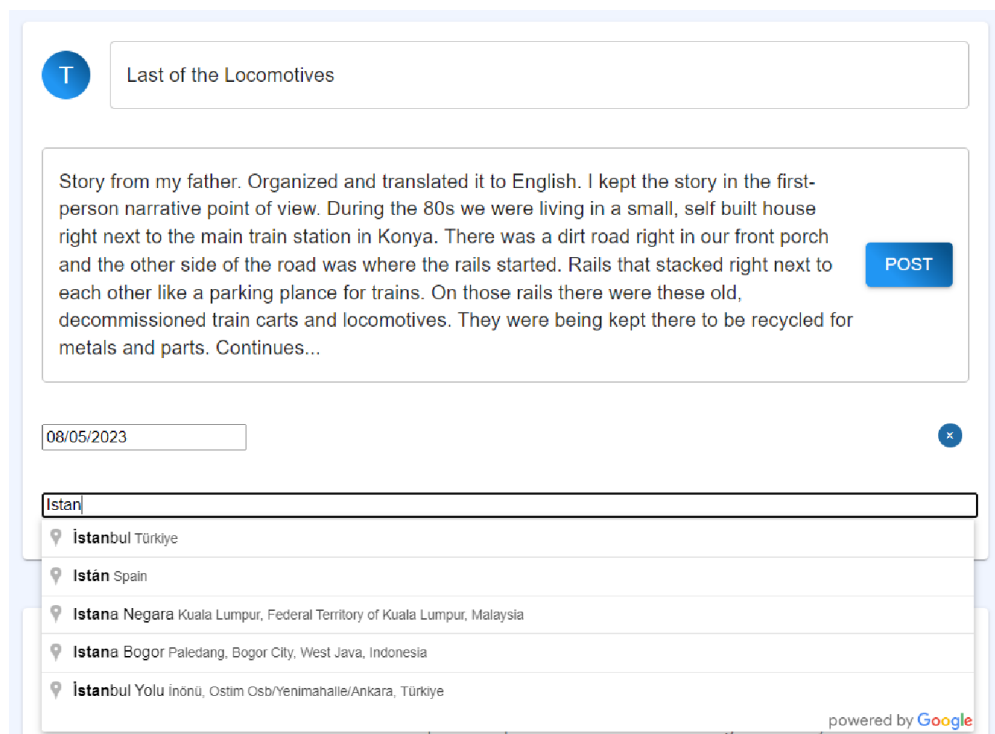 T
Last of the Locomotives
Story from my father. Organized and translated it to English. I kept the story in the first-
person narrative point of view. During the 80s we were living in a small, self built house
right next to the main train station in Konya. There was a dirt road right in our front porch
and the other side of the road was where the rails started. Rails that stacked right next to
each other like a parking plance for trains. On those rails there were these old,
decommissioned train carts and locomotives. They were being kept there to be recycled for
metals and parts. Continues...
POST
08/05/2023
Istan
İstanbul Türkiye
Istán Spain
Istana Negara Kuala Lumpur, Federal Territory of Kuala Lumpur, Malaysia
Istana Bogor Paledang, Bogor City, West Java, Indonesia
İstanbul Yolu İnönü, Ostim Osb/Yenimahalle/Ankara, Türkiye
powered by Google